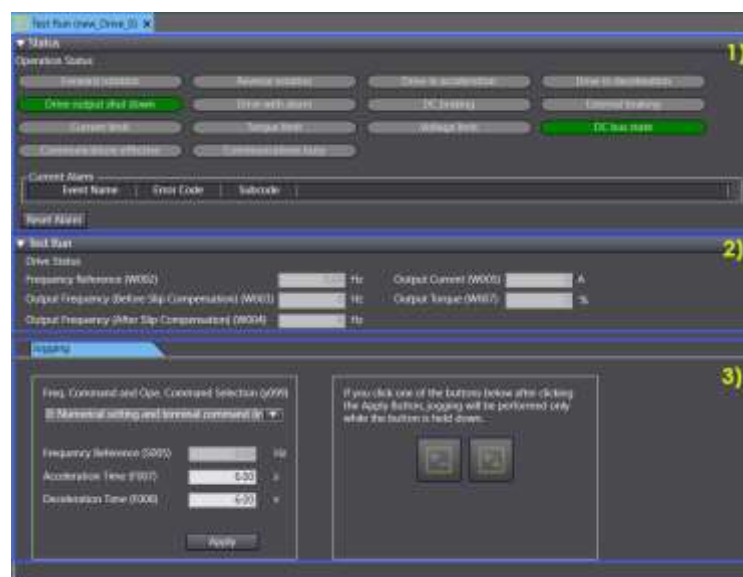 Test Run (new_Drive_0) ×
▼ Status
1)
Operation Status
Forward rotation Reverse rotation Drive in acceleration Drive in deceleration
Drive output shut down Drive with alarm DC braking External braking
Current limit Torque limit Voltage limit DC bus state
Communications effective Communications busy
Current Alarm
Event Name | Error Code | Subcode |
Reset Alarm
▼ Test Run
2)
Drive Status
Frequency Reference (W002) Hz Output Current (W005) A
Output Frequency (Before Slip Compensation) (W003) Hz Output Torque (W007) %
Output Frequency (After Slip Compensation) (W004) Hz
Jogging
3)
Freq. Command and Ope. Command Selection (y099)
Numerical setting and terminal command
Frequency Reference (S005) Hz
Acceleration Time (F007) 6.00 s
Deceleration Time (F008) 6.00 s
Apply
If you click one of the buttons below after clicking
the Apply Button, jogging will be performed only
while the button is held down.